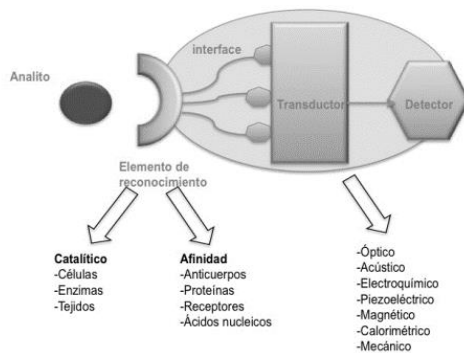 interface
Analito
Transductor
Detector
Elemento de
reconocimiento
Catalítico
-Células
-Enzimas
-Tejidos
Afinidad
-Anticuerpos
-Proteínas
-Receptores
-Ácidos nucleicos
-Óptico
-Acústico
-Electroquímico
-Piezoeléctrico
-Magnético
-Calorimétrico
-Mecánico